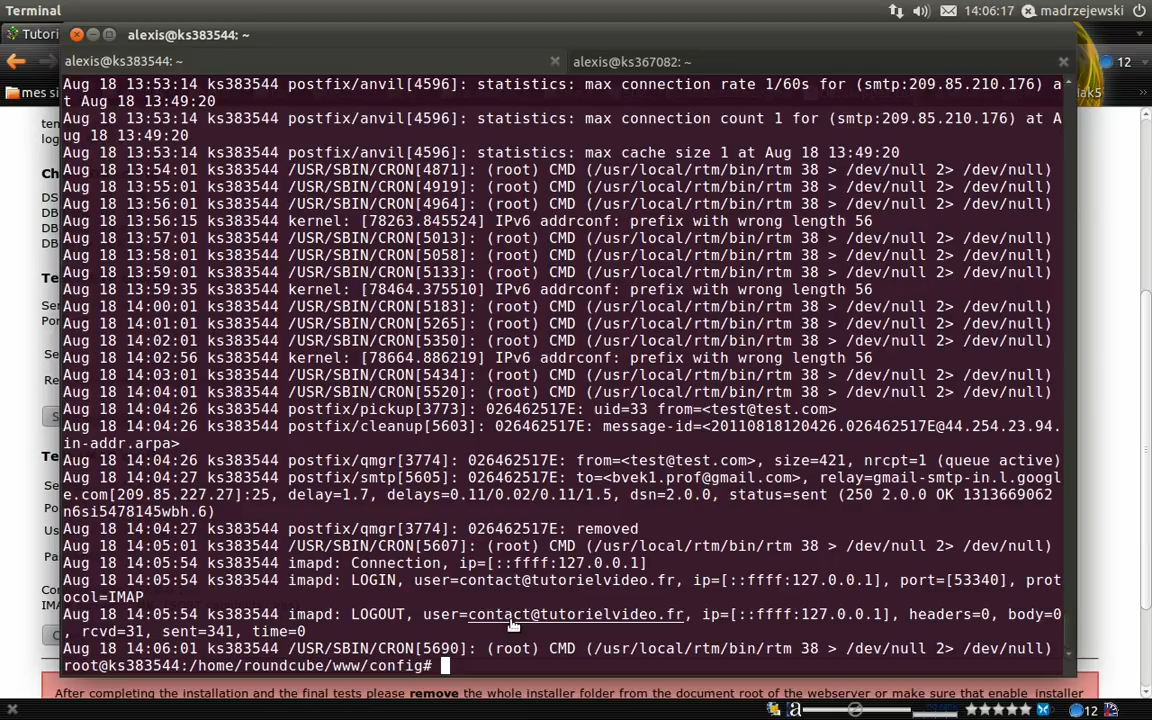 Terminal
14:06:17
madrzejewski
Tutori
alexis@ks383544: ~
alexis@ks383544: ~
alexis@ks367082: ~
12
mes si
lak5
Aug 18 13:53:14 ks383544 postfix/anvil[4596]: statistics: max connection rate 1/60s for (smtp:209.85.210.176) a
t Aug 18 13:49:20
Aug 18 13:53:14 ks383544 postfix/anvil[4596]: statistics: max connection count 1 for (smtp:209.85.210.176) at A
ug 18 13:49:20
Aug 18 13:53:14 ks383544 postfix/anvil[4596]: statistics: max cache size 1 at Aug 18 13:49:20
Aug 18 13:54:01 ks383544 /USR/SBIN/CRON[4871]: (root) CMD (/usr/local/rtm/bin/rtm 38 > /dev/null 2> /dev/null)
Aug 18 13:55:01 ks383544 /USR/SBIN/CRON[4919]: (root) CMD (/usr/local/rtm/bin/rtm 38 > /dev/null 2> /dev/null)
Aug 18 13:56:01 ks383544 /USR/SBIN/CRON[4964]: (root) CMD (/usr/local/rtm/bin/rtm 38 > /dev/null 2> /dev/null)
Aug 18 13:56:15 ks383544 kernel: [78263.845524] IPv6 addrconf: prefix with wrong length 56
Aug 18 13:57:01 ks383544 /USR/SBIN/CRON[5013]: (root) CMD (/usr/local/rtm/bin/rtm 38 > /dev/null 2> /dev/null)
Aug 18 13:58:01 ks383544 /USR/SBIN/CRON[5058]: (root) CMD (/usr/local/rtm/bin/rtm 38 > /dev/null 2> /dev/null)
Aug 18 13:59:01 ks383544 /USR/SBIN/CRON[5133]: (root) CMD (/usr/local/rtm/bin/rtm 38 > /dev/null 2> /dev/null)
Aug 18 13:59:35 ks383544 kernel: [78464.375510] IPv6 addrconf: prefix with wrong length 56
Aug 18 14:00:01 ks383544 /USR/SBIN/CRON[5183]: (root) CMD (/usr/local/rtm/bin/rtm 38 > /dev/null 2> /dev/null)
Aug 18 14:01:01 ks383544 /USR/SBIN/CRON[5265]: (root) CMD (/usr/local/rtm/bin/rtm 38 > /dev/null 2> /dev/null)
Aug 18 14:02:01 ks383544 /USR/SBIN/CRON[5350]: (root) CMD (/usr/local/rtm/bin/rtm 38 > /dev/null 2> /dev/null)
Aug 18 14:02:56 ks383544 kernel: [78664.886219] IPv6 addrconf: prefix with wrong length 56
Aug 18 14:03:01 ks383544 /USR/SBIN/CRON[5434]: (root) CMD (/usr/local/rtm/bin/rtm 38 > /dev/null 2> /dev/null)
Aug 18 14:04:01 ks383544 /USR/SBIN/CRON[5520]: (root) CMD (/usr/local/rtm/bin/rtm 38 > /dev/null 2> /dev/null)
Aug 18 14:04:26 ks383544 postfix/pickup[3773]: 026462517E: uid=33 from=<test@test.com>
Aug 18 14:04:26 ks383544 postfix/cleanup[5603]: 026462517E: message-id=<20110818120426.026462517E@44.254.23.94.
in-addr.arpa>
Aug 18 14:04:26 ks383544 postfix/qmgr[3774]: 026462517E: from=<test@test.com>, size=421, nrcpt=1 (queue active)
Aug 18 14:04:27 ks383544 postfix/smtp[5605]: 026462517E: to=<bvek1.prof@gmail.com>, relay=gmail-smtp-in.l.googl
e.com[209.85.227.27]:25, delay=1.7, delays=0.11/0.02/0.11/1.5, dsn=2.0.0, status=sent (250 2.0.0 OK 1313669062
n6si5478145wbh.6)
Aug 18 14:04:27 ks383544 postfix/qmgr[3774]: 026462517E: removed
Aug 18 14:05:01 ks383544 /USR/SBIN/CRON[5607]: (root) CMD (/usr/local/rtm/bin/rtm 38 > /dev/null 2> /dev/null)
Aug 18 14:05:54 ks383544 imapd: Connection, ip=[::ffff:127.0.0.1]
Aug 18 14:05:54 ks383544 imapd: LOGIN, user=contact@tutorielvideo.fr, ip=[::ffff:127.0.0.1], port=[53340], prot
ocol=IMAP
Aug 18 14:05:54 ks383544 imapd: LOGOUT, user=contact@tutorielvideo.fr, ip=[::ffff:127.0.0.1], headers=0, body=0
, rcvd=31, sent=341, time=0
Aug 18 14:06:01 ks383544 /USR/SBIN/CRON[5690]: (root) CMD (/usr/local/rtm/bin/rtm 38 > /dev/null 2> /dev/null)
root@ks383544:/home/roundcube/www/config#
After completing the installation and the final tests please remove the whole installer folder from the document root of the webserver or make sure that enable_installer
12